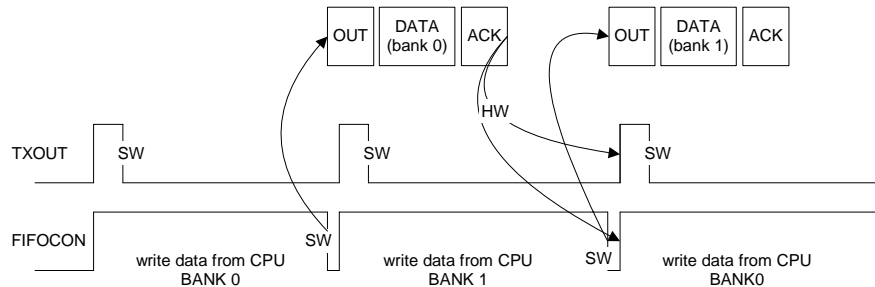 OUT DATA (bank 0) ACK OUT DATA (bank 1) ACK
HW
TXOUT SW SW SW
FIFOCON SW SW
write data from CPU write data from CPU write data from CPU
BANK 0 BANK 1 BANK0